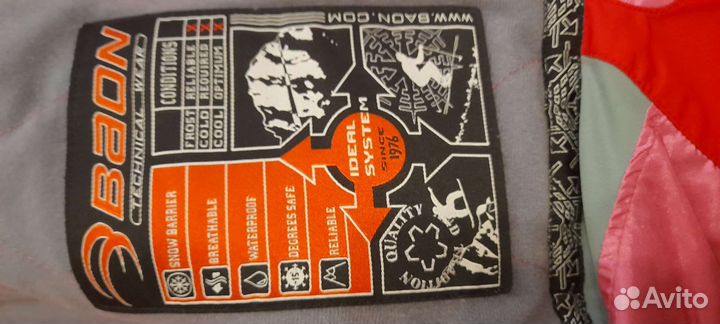 BAON
TECHNICAL WEAR
CONDITIONS
FROST RELIABLE X
COLD REQUIRED X
COOL OPTIMUM X
WWW.BAON.COM
IDEAL
SYSTEM
SINCE
1976
SNOW BARRIER
BREATHABLE
WATERPROOF
-15
DEGREES SAFE
RELIABLE
QUALITY
Avito